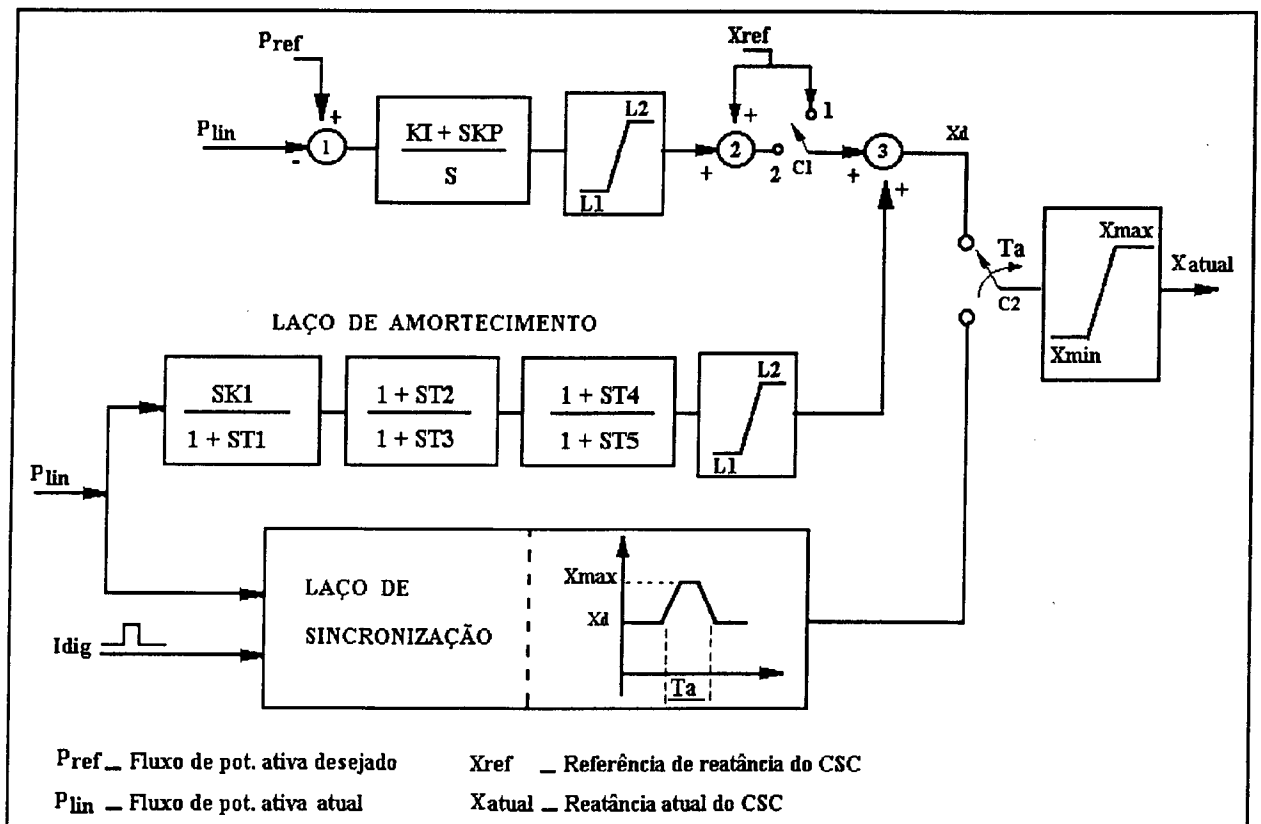 Pref
Xref
Plin
+
-
1
KI + SKP
S
L2
L1
+
+
2
1
2
C1
+
3
+
Xd
Ta
C2
Xmax
Xmin
Xatual
LAÇO DE AMORTECIMENTO
SK1
1 + ST1
1 + ST2
1 + ST3
1 + ST4
1 + ST5
L2
L1
Plin
LAÇO DE
SINCRONIZAÇÃO
Idig
Xmax
Xd
Ta
Pref _ Fluxo de pot. ativa desejado
Xref _ Referência de reatância do CSC
Plin _ Fluxo de pot. ativa atual
Xatual _ Reatância atual do CSC